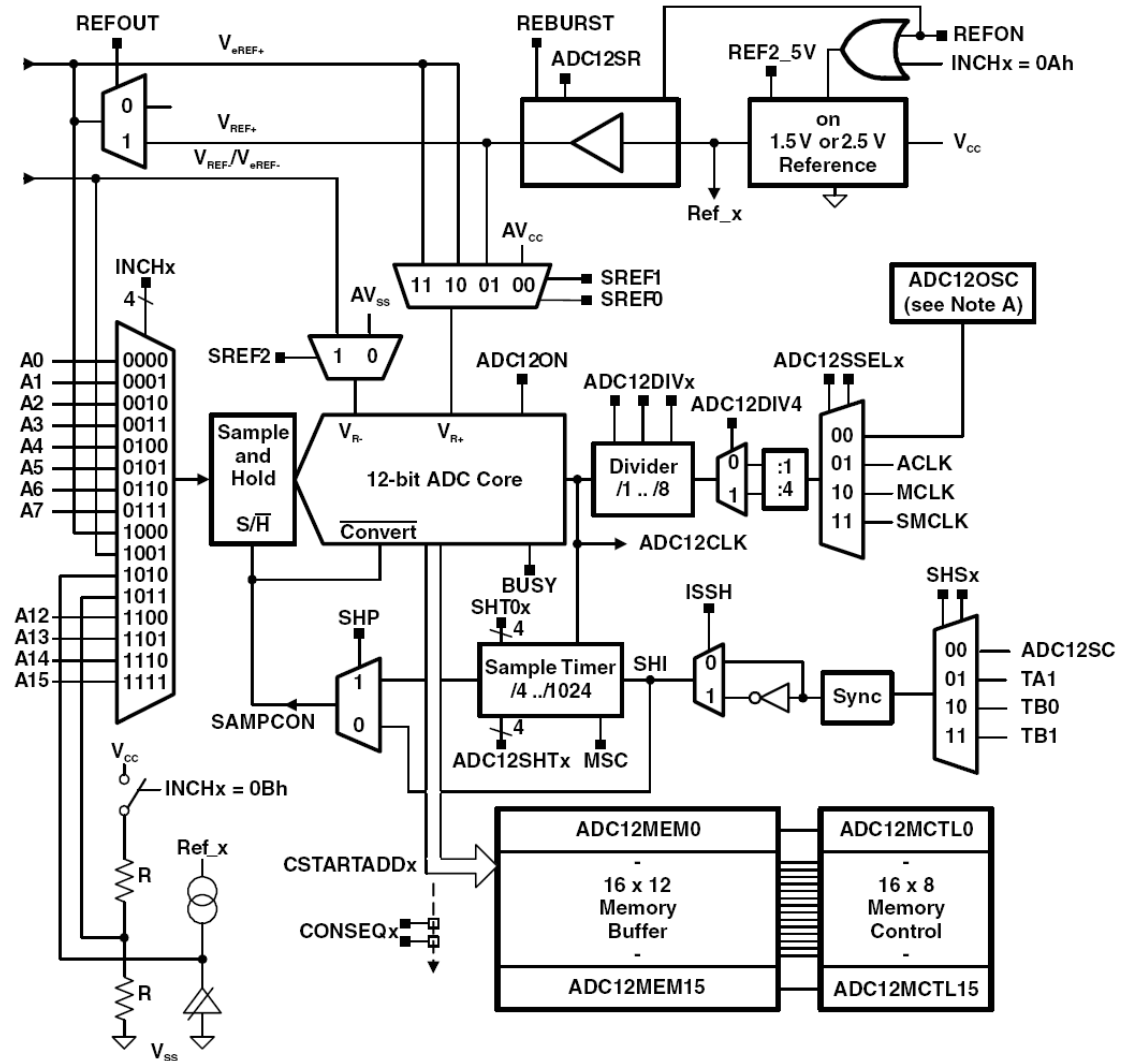 REFOUT
VeREF+
REBURST
ADC12SR
REF2_5V
REFON
INCHx = 0Ah
0
1
VREF+
VREF-/VeREF-
on
1.5 V or 2.5 V
Reference
VCC
Ref_x
AVCC
11 10 01 00
SREF1
SREF0
INCHx
4
AVSS
SREF2
1 0
ADC12ON
ADC12OSC
(see Note A)
A0 0000
A1 0001
A2 0010
A3 0011
A4 0100
A5 0101
A6 0110
A7 0111
1000
1001
1010
1011
A12 1100
A13 1101
A14 1110
A15 1111
Sample
and
Hold
S/H
VR-
VR+
12-bit ADC Core
Convert
BUSY
ADC12DIVx
Divider
/1 .. /8
ADC12DIV4
0
1
:1
:4
ADC12SSELx
00
01 ACLK
10 MCLK
11 SMCLK
ADC12CLK
SHP
1
0
SAMPCON
SHT0x
4
Sample Timer
/4 ../1024
4
ADC12SHTx
MSC
SHI
ISSH
0
1
Sync
SHSx
00 ADC12SC
01 TA1
10 TB0
11 TB1
VCC
INCHx = 0Bh
Ref_x
R
R
VSS
CSTARTADDx
CONSEQx
ADC12MEM0
-
16 x 12
Memory
Buffer
-
ADC12MEM15
ADC12MCTL0
-
16 x 8
Memory
Control
-
ADC12MCTL15